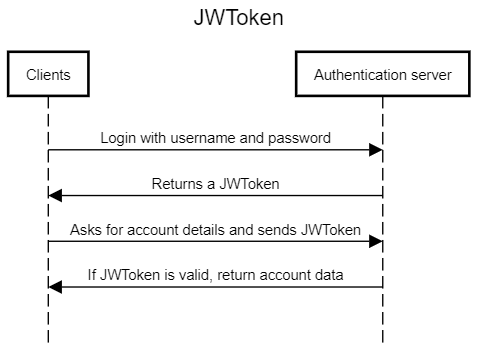 JWToken
Clients
Authentication server
Login with username and password
Returns a JWToken
Asks for account details and sends JWToken
If JWToken is valid, return account data